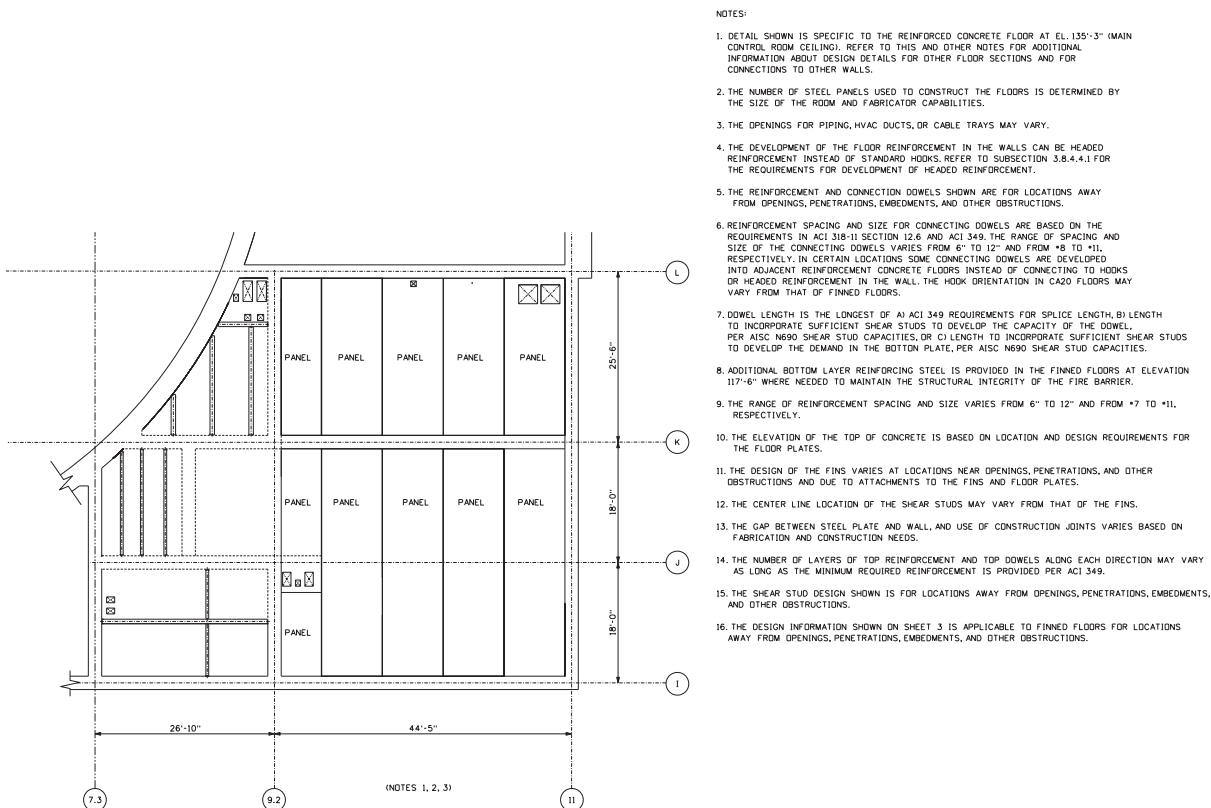 NOTES:
1. DETAIL SHOWN IS SPECIFIC TO THE REINFORCED CONCRETE FLOOR AT EL. 135'-3" (MAIN
CONTROL ROOM CEILING). REFER TO THIS AND OTHER NOTES FOR ADDITIONAL
INFORMATION ABOUT DESIGN DETAILS FOR OTHER FLOOR SECTIONS AND FOR
CONNECTIONS TO OTHER WALLS.
2. THE NUMBER OF STEEL PANELS USED TO CONSTRUCT THE FLOORS IS DETERMINED BY
THE SIZE OF THE ROOM AND FABRICATOR CAPABILITIES.
3. THE OPENINGS FOR PIPING, HVAC DUCTS, OR CABLE TRAYS MAY VARY.
4. THE DEVELOPMENT OF THE FLOOR REINFORCEMENT IN THE WALLS CAN BE HEADED
REINFORCEMENT INSTEAD OF STANDARD HOOKS. REFER TO SUBSECTION 3.8.4.4.1 FOR
THE REQUIREMENTS FOR DEVELOPMENT OF HEADED REINFORCEMENT.
5. THE REINFORCEMENT AND CONNECTION DOWELS SHOWN ARE FOR LOCATIONS AWAY
FROM OPENINGS, PENETRATIONS, EMBEDMENTS, AND OTHER OBSTRUCTIONS.
6. REINFORCEMENT SPACING AND SIZE FOR CONNECTING DOWELS ARE BASED ON THE
REQUIREMENTS IN ACI 318-11 SECTION 12.6 AND ACI 349. THE RANGE OF SPACING AND
SIZE OF THE CONNECTING DOWELS VARIES FROM 6" TO 12" AND FROM #8 TO #11,
RESPECTIVELY. IN CERTAIN LOCATIONS SOME CONNECTING DOWELS ARE DEVELOPED
INTO ADJACENT REINFORCEMENT CONCRETE FLOORS INSTEAD OF CONNECTING TO HOOKS
OR HEADED REINFORCEMENT IN THE WALL. THE HOOK ORIENTATION IN CA20 FLOORS MAY
VARY FROM THAT OF FINNED FLOORS.
7. DOWEL LENGTH IS THE LONGEST OF A) ACI 349 REQUIREMENTS FOR SPLICE LENGTH, B) LENGTH
TO INCORPORATE SUFFICIENT SHEAR STUDS TO DEVELOP THE CAPACITY OF THE DOWEL,
PER AISC N690 SHEAR STUD CAPACITIES, OR C) LENGTH TO INCORPORATE SUFFICIENT SHEAR STUDS
TO DEVELOP THE DEMAND IN THE BOTTON PLATE, PER AISC N690 SHEAR STUD CAPACITIES.
8. ADDITIONAL BOTTOM LAYER REINFORCING STEEL IS PROVIDED IN THE FINNED FLOORS AT ELEVATION
117'-6" WHERE NEEDED TO MAINTAIN THE STRUCTURAL INTEGRITY OF THE FIRE BARRIER.
9. THE RANGE OF REINFORCEMENT SPACING AND SIZE VARIES FROM 6" TO 12" AND FROM #7 TO #11,
RESPECTIVELY.
10. THE ELEVATION OF THE TOP OF CONCRETE IS BASED ON LOCATION AND DESIGN REQUIREMENTS FOR
THE FLOOR PLATES.
11. THE DESIGN OF THE FINS VARIES AT LOCATIONS NEAR OPENINGS, PENETRATIONS, AND OTHER
OBSTRUCTIONS AND DUE TO ATTACHMENTS TO THE FINS AND FLOOR PLATES.
12. THE CENTER LINE LOCATION OF THE SHEAR STUDS MAY VARY FROM THAT OF THE FINS.
13. THE GAP BETWEEN STEEL PLATE AND WALL, AND USE OF CONSTRUCTION JOINTS VARIES BASED ON
FABRICATION AND CONSTRUCTION NEEDS.
14. THE NUMBER OF LAYERS OF TOP REINFORCEMENT AND TOP DOWELS ALONG EACH DIRECTION MAY VARY
AS LONG AS THE MINIMUM REQUIRED REINFORCEMENT IS PROVIDED PER ACI 349.
15. THE SHEAR STUD DESIGN SHOWN IS FOR LOCATIONS AWAY FROM OPENINGS, PENETRATIONS, EMBEDMENTS,
AND OTHER OBSTRUCTIONS.
16. THE DESIGN INFORMATION SHOWN ON SHEET 3 IS APPLICABLE TO FINNED FLOORS FOR LOCATIONS
AWAY FROM OPENINGS, PENETRATIONS, EMBEDMENTS, AND OTHER OBSTRUCTIONS.
L
PANEL PANEL PANEL PANEL PANEL
25'-6"
K
PANEL PANEL PANEL PANEL PANEL
18'-0"
J
PANEL
18'-0"
I
26'-10" 44'-5"
(NOTES 1, 2, 3)
7.3 9.2 11